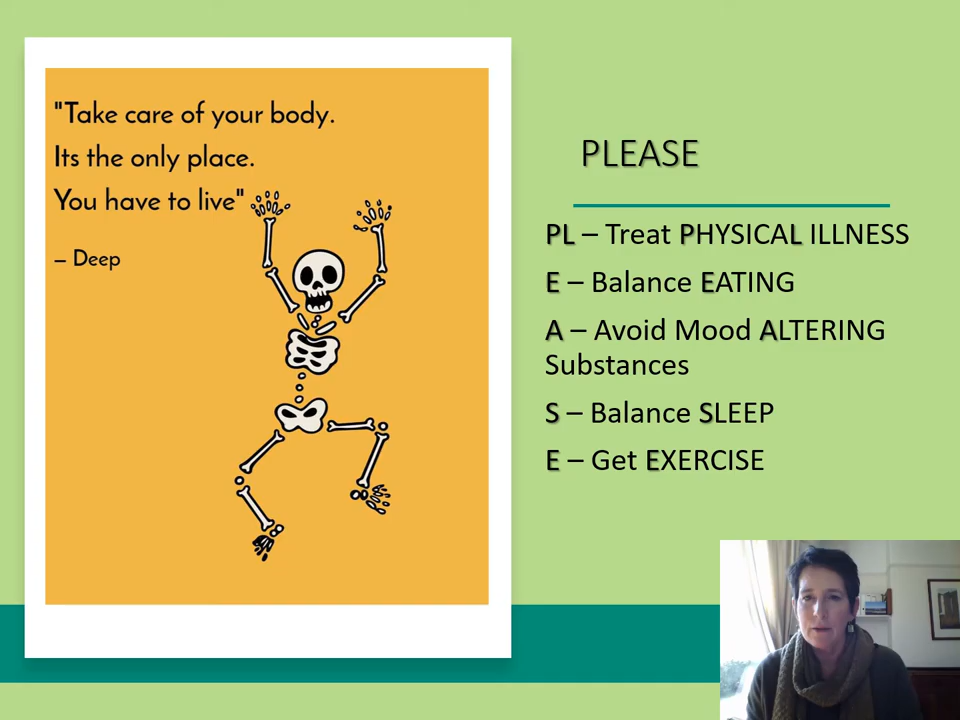 "Take care of your body.
Its the only place.
You have to live"
– Deep
PLEASE
PL – Treat PHYSICAL ILLNESS
E – Balance EATING
A – Avoid Mood ALTERING
Substances
S – Balance SLEEP
E – Get EXERCISE